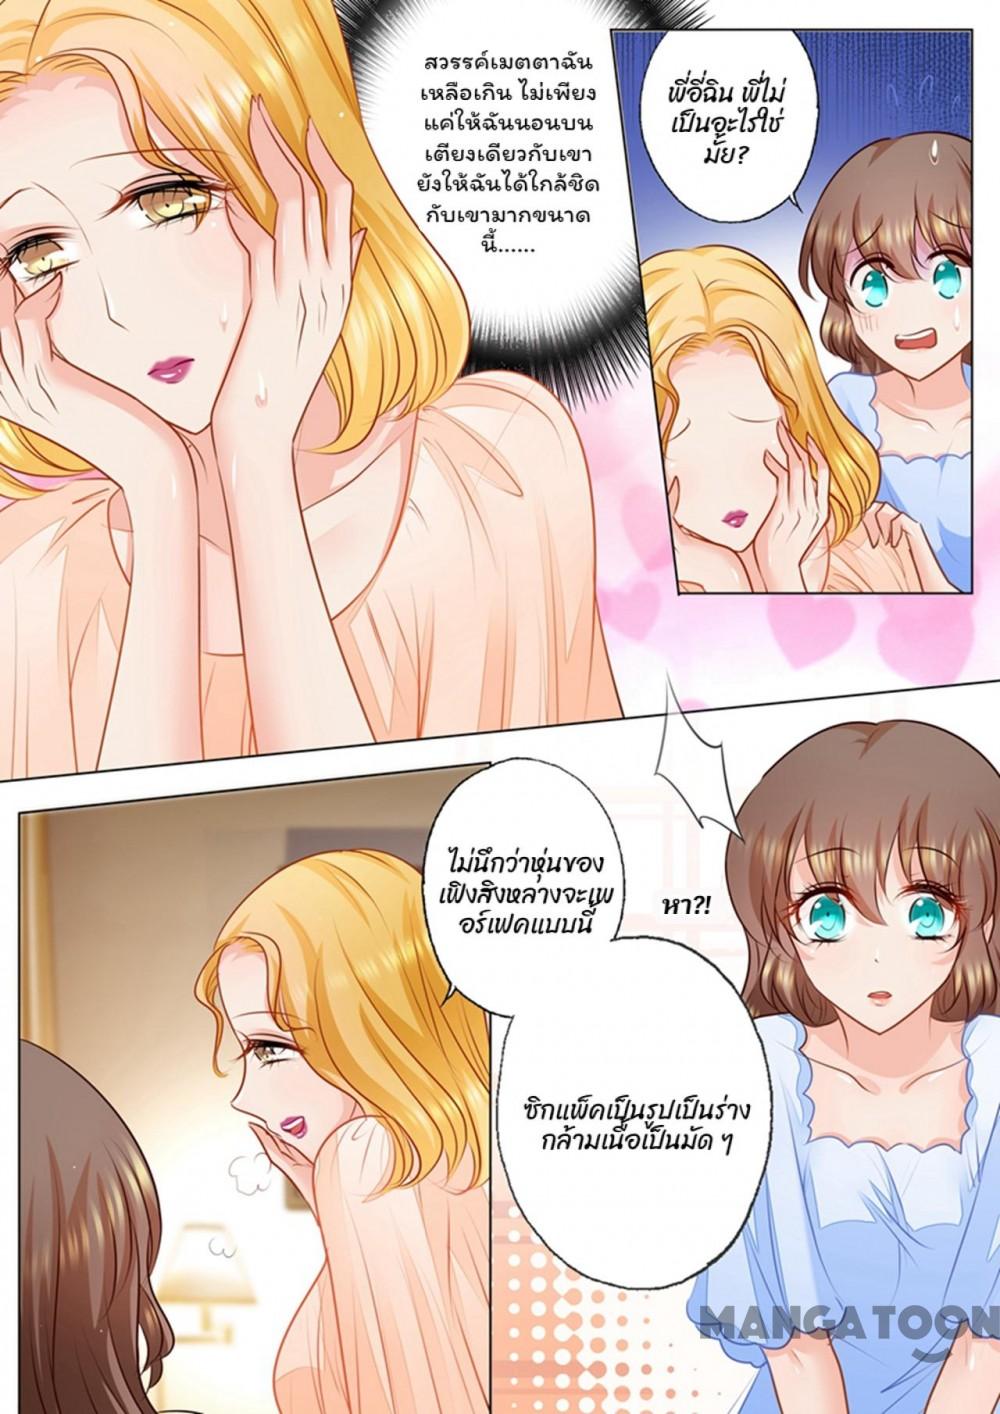 สวรรค์เมตตาฉัน
เหลือเกิน ไม่เพียง
แค่ให้ฉันนอนบน
เตียงเดียวกับเขา
ยังให้ฉันได้ใกล้ชิด
กับเขามากขนาด
นี้......
พี่อี่ฉิน พี่ไม่
เป็นอะไรใช่
มั้ย?
ไม่นึกว่าหุ่นของ
เฟิงสิงหลางจะเพ
อร์เฟคแบบนี้
หา?!
ซิกแพ็คเป็นรูปเป็นร่าง
กล้ามเนื้อเป็นมัด ๆ
MANGATOON